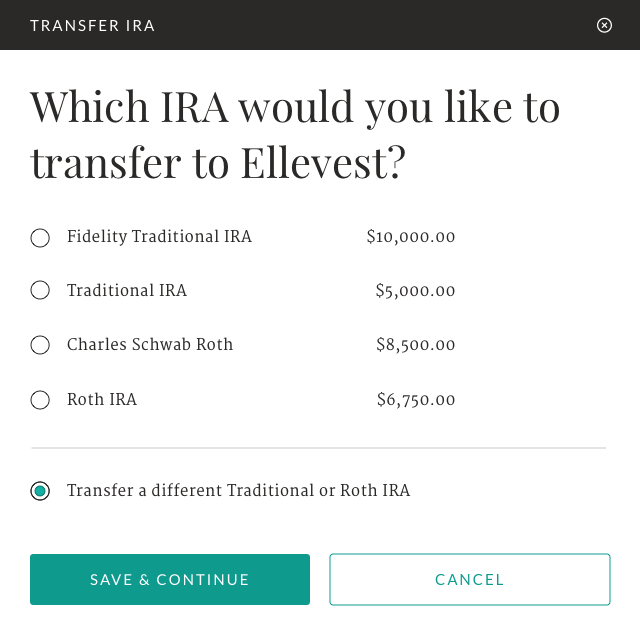 TRANSFER IRA
Which IRA would you like to
transfer to Ellevest?
Fidelity Traditional IRA $10,000.00
Traditional IRA $5,000.00
Charles Schwab Roth $8,500.00
Roth IRA $6,750.00
Transfer a different Traditional or Roth IRA
SAVE & CONTINUE CANCEL